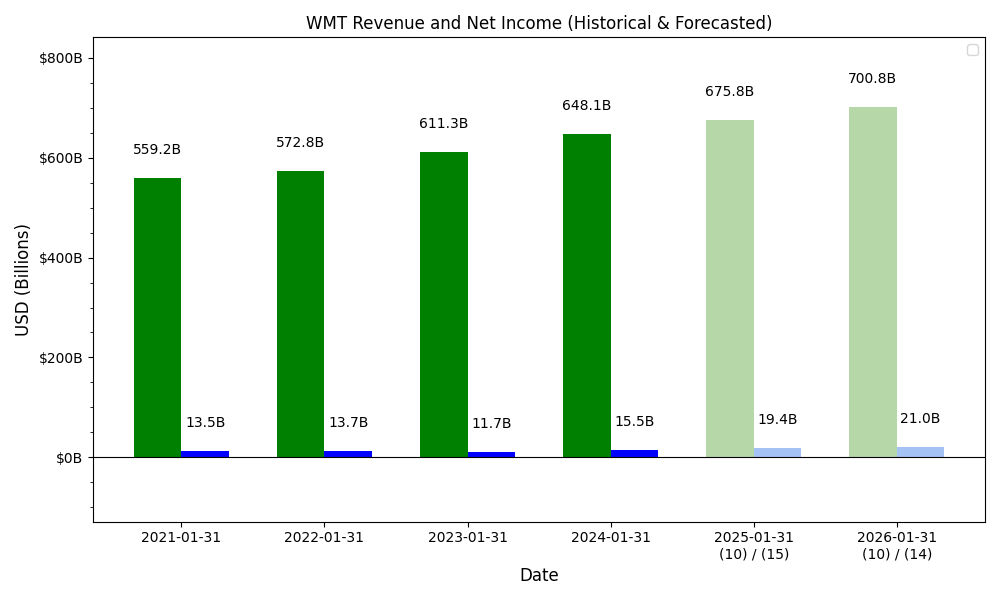 WMT Revenue and Net Income (Historical & Forecasted)
$800B
$600B
$400B
$200B
$0B
USD (Billions)
559.2B
572.8B
611.3B
648.1B
675.8B
700.8B
13.5B
13.7B
11.7B
15.5B
19.4B
21.0B
2021-01-31
2022-01-31
2023-01-31
2024-01-31
2025-01-31
(10) / (15)
2026-01-31
(10) / (14)
Date